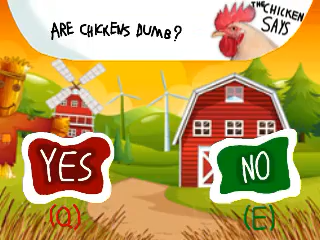 ARE CHICKENS DUMB?
THE CHICKEN
SAYS
YES
NO
(Q)
(E)